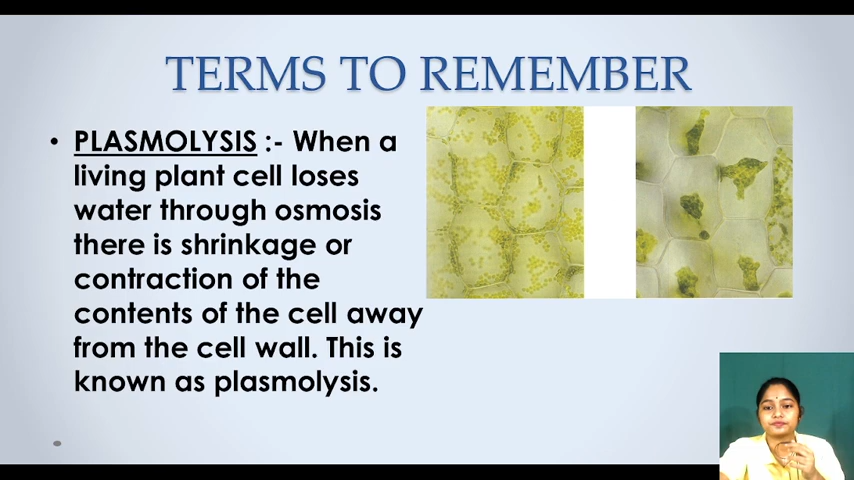 TERMS TO REMEMBER
• PLASMOLYSIS :- When a
living plant cell loses
water through osmosis
there is shrinkage or
contraction of the
contents of the cell away
from the cell wall. This is
known as plasmolysis.